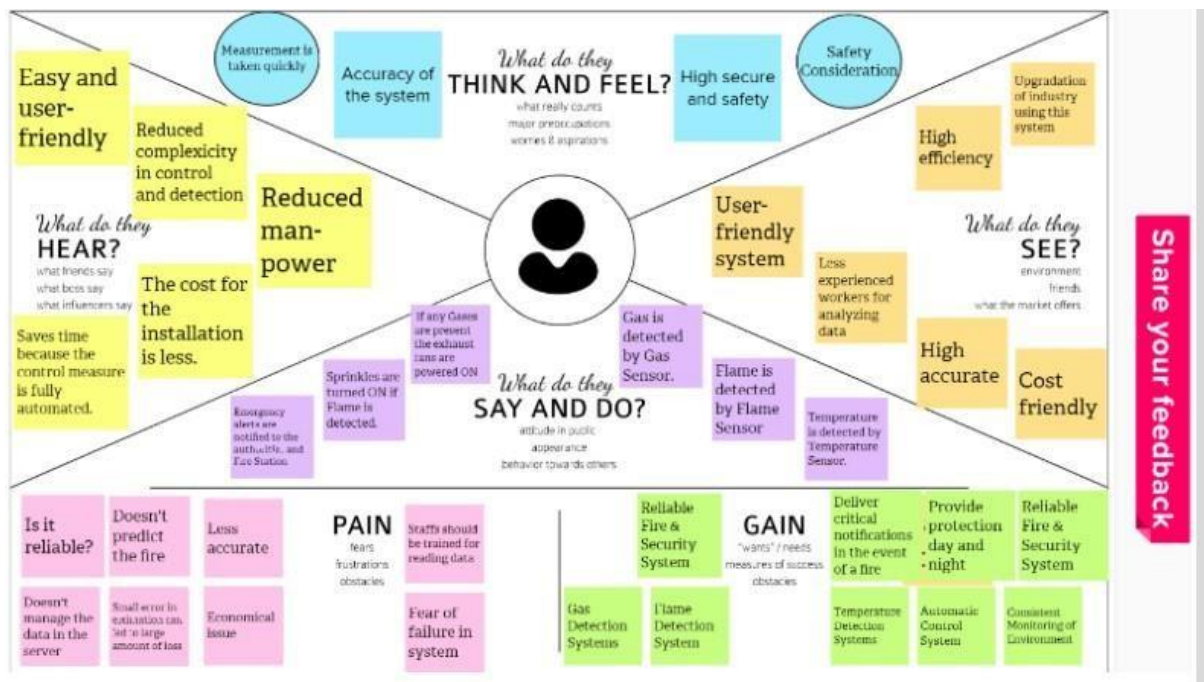 Measurement is
taken quickly
Accuracy of
the system
What do they
THINK AND FEEL?
what really counts
major preoccupations
worries & aspirations
High secure
and safety
Safety
Consideration
Easy and
user-
friendly
Reduced
complexicity
in control
and detection
Reduced
man-
power
What do they
HEAR?
what friends say
what boss say
what influencers say
The cost for
the
installation
is less.
Saves time
because the
control measure
is fully
automated.
Upgradation
of industry
using this
system
High
efficiency
User-
friendly
system
What do they
SEE?
environment
friends
what the market offers
Less
experienced
workers for
analyzing
data
High
accurate
Cost
friendly
If any Gases
are present
the exhaust
fans are
powered ON
Sprinkles are
turned ON if
Flame is
detected.
Emergency
alerts are
notified to the
and
Fire Station
What do they
SAY AND DO?
attitude in public
appearance
behavior towards others
Gas is
detected
by Gas
Sensor.
Flame is
detected
by Flame
Sensor
Temperature
is detected by
Temperature
Sensor.
Is it
reliable?
Doesn't
predict
the fire
Less
accurate
PAIN
fears
frustrations
obstacles
Staffs should
be trained for
reading data
Doesn't
manage the
data in the
server
Small error in
estimation can
to large
amount of loss
Economical
issue
Fear of
failure in
system
Reliable
Fire &
Security
System
GAIN
"wants" / needs
measures of success
obstacles
Deliver
critical
notifications
in the event
of a fire
Provide
protection
day and
night
Reliable
Fire &
Security
System
Gas
Detection
Systems
Flame
Detection
System
Temperature
Detection
Systems
Automatic
Control
System
Consistent
Monitoring of
Environment
Share your feedback